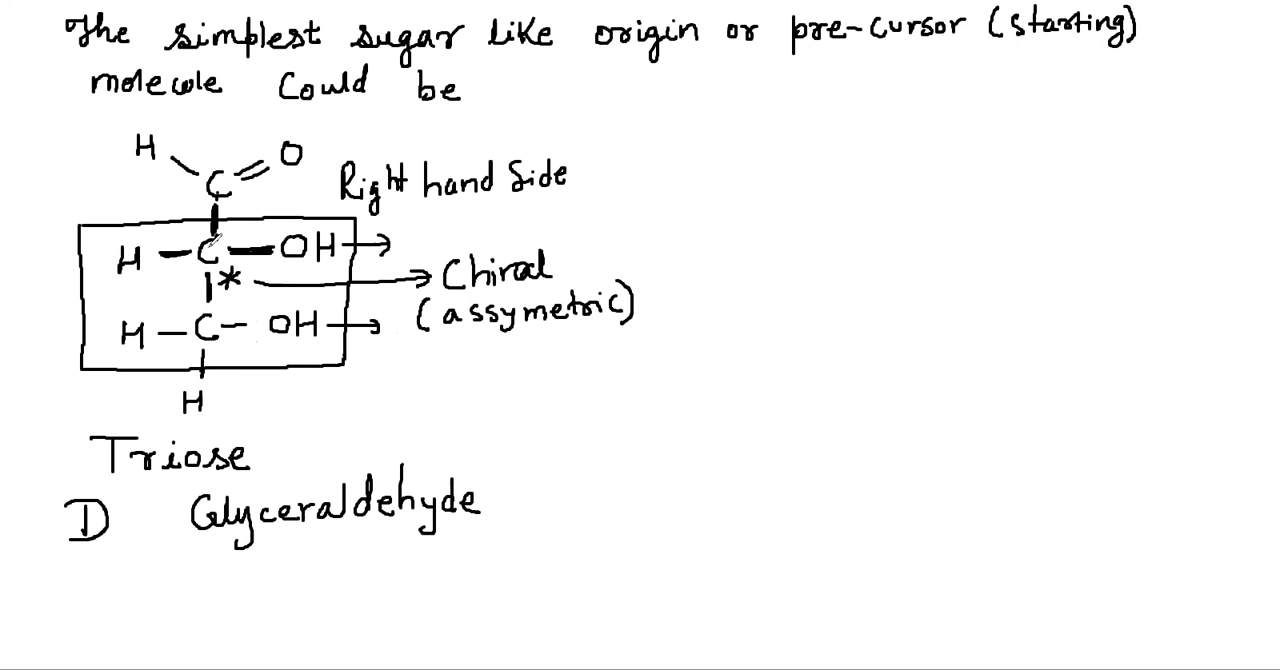 The simplest sugar like origin or pre-cursor (starting)
molecule could be
H
O
C
Right hand Side
H - C - OH →
* → Chiral
(assymetric)
H - C - OH →
H
Triose
D Glyceraldehyde